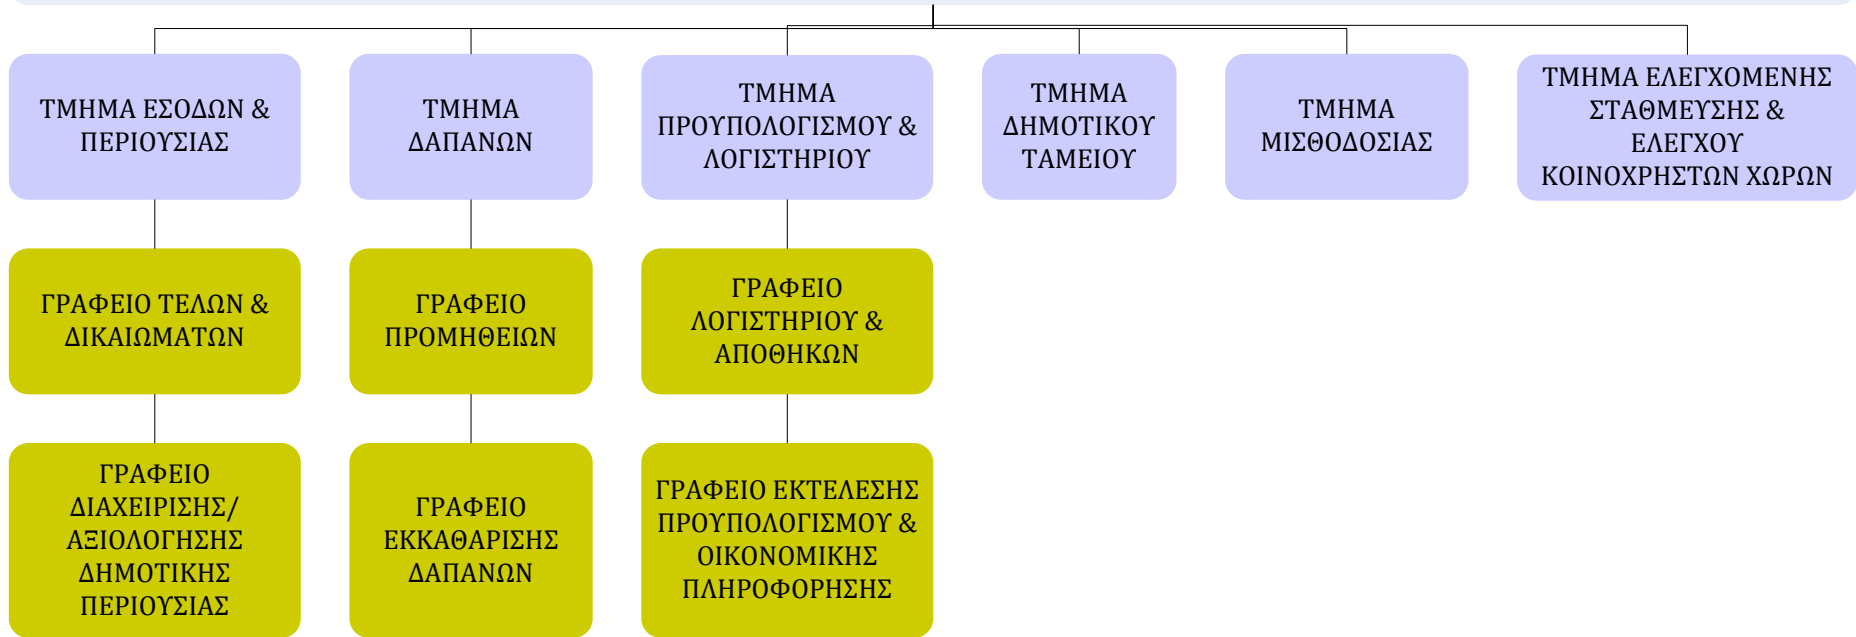 ΤΜΗΜΑ ΕΣΟΔΩΝ &
ΠΕΡΙΟΥΣΙΑΣ
ΤΜΗΜΑ
ΔΑΠΑΝΩΝ
ΤΜΗΜΑ
ΠΡΟΥΠΟΛΟΓΙΣΜΟΥ &
ΛΟΓΙΣΤΗΡΙΟΥ
ΤΜΗΜΑ
ΔΗΜΟΤΙΚΟΥ
ΤΑΜΕΙΟΥ
ΤΜΗΜΑ
ΜΙΣΘΟΔΟΣΙΑΣ
ΤΜΗΜΑ ΕΛΕΓΧΟΜΕΝΗΣ
ΣΤΑΘΜΕΥΣΗΣ &
ΕΛΕΓΧΟΥ
ΚΟΙΝΟΧΡΗΣΤΩΝ ΧΩΡΩΝ
ΓΡΑΦΕΙΟ ΤΕΛΩΝ &
ΔΙΚΑΙΩΜΑΤΩΝ
ΓΡΑΦΕΙΟ
ΠΡΟΜΗΘΕΙΩΝ
ΓΡΑΦΕΙΟ
ΛΟΓΙΣΤΗΡΙΟΥ &
ΑΠΟΘΗΚΩΝ
ΓΡΑΦΕΙΟ
ΔΙΑΧΕΙΡΙΣΗΣ/
ΑΞΙΟΛΟΓΗΣΗΣ
ΔΗΜΟΤΙΚΗΣ
ΠΕΡΙΟΥΣΙΑΣ
ΓΡΑΦΕΙΟ
ΕΚΚΑΘΑΡΙΣΗΣ
ΔΑΠΑΝΩΝ
ΓΡΑΦΕΙΟ ΕΚΤΕΛΕΣΗΣ
ΠΡΟΥΠΟΛΟΓΙΣΜΟΥ &
ΟΙΚΟΝΟΜΙΚΗΣ
ΠΛΗΡΟΦΟΡΗΣΗΣ